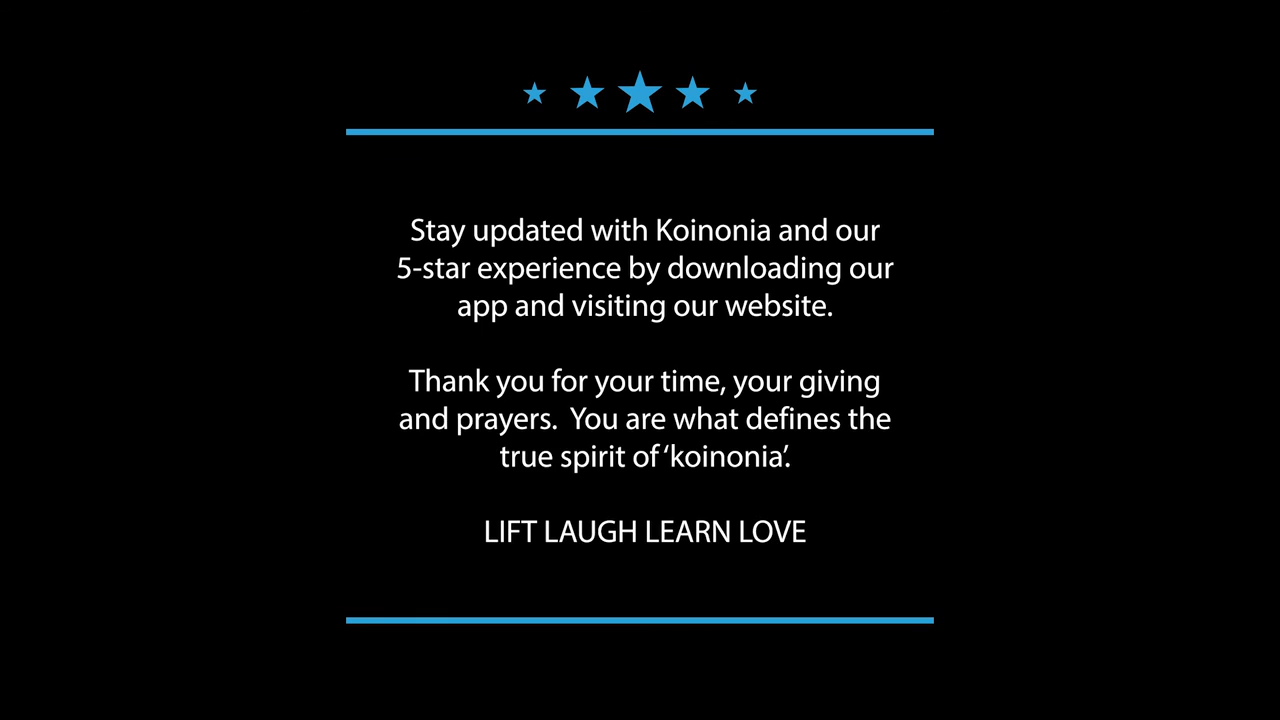 Stay updated with Koinonia and our
5-star experience by downloading our
app and visiting our website.
Thank you for your time, your giving
and prayers.  You are what defines the
true spirit of ‘koinonia’.
LIFT LAUGH LEARN LOVE